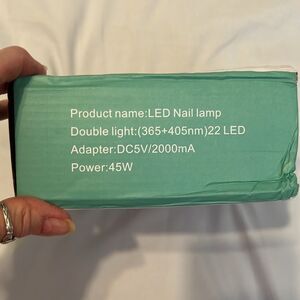 Product name:LED Nail lamp
Double light:(365+405nm)22 LED
Adapter:DC5V/2000mA
Power:45W